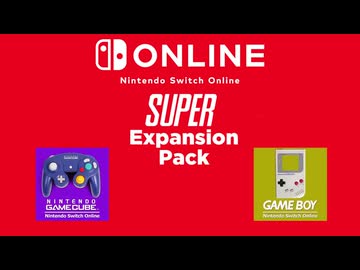 ONLINE
Nintendo Switch Online
SUPER
Expansion
Pack
NINTENDO
GAMECUBE
Nintendo Switch Online
GAME BOY
Nintendo Switch Online